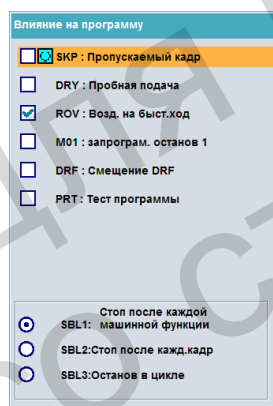 Влияние на программу
SKP : Пропускаемый кадр
DRY : Пробная подача
ROV : Возд. на быст.ход
M01 : запрограм. останов 1
DRF : Смещение DRF
PRT : Тест программы
Стоп после каждой
SBL1: машинной функции
SBL2:Стоп после кажд.кадр
SBL3:Останов в цикле